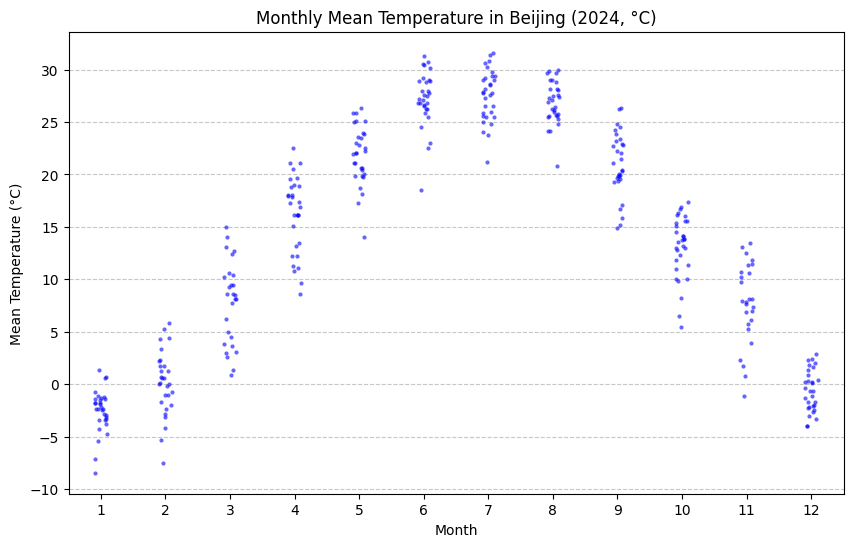 Monthly Mean Temperature in Beijing (2024, °C)
Mean Temperature (°C)
30
25
20
15
10
5
0
−5
−10
1 2 3 4 5 6 7 8 9 10 11 12
Month